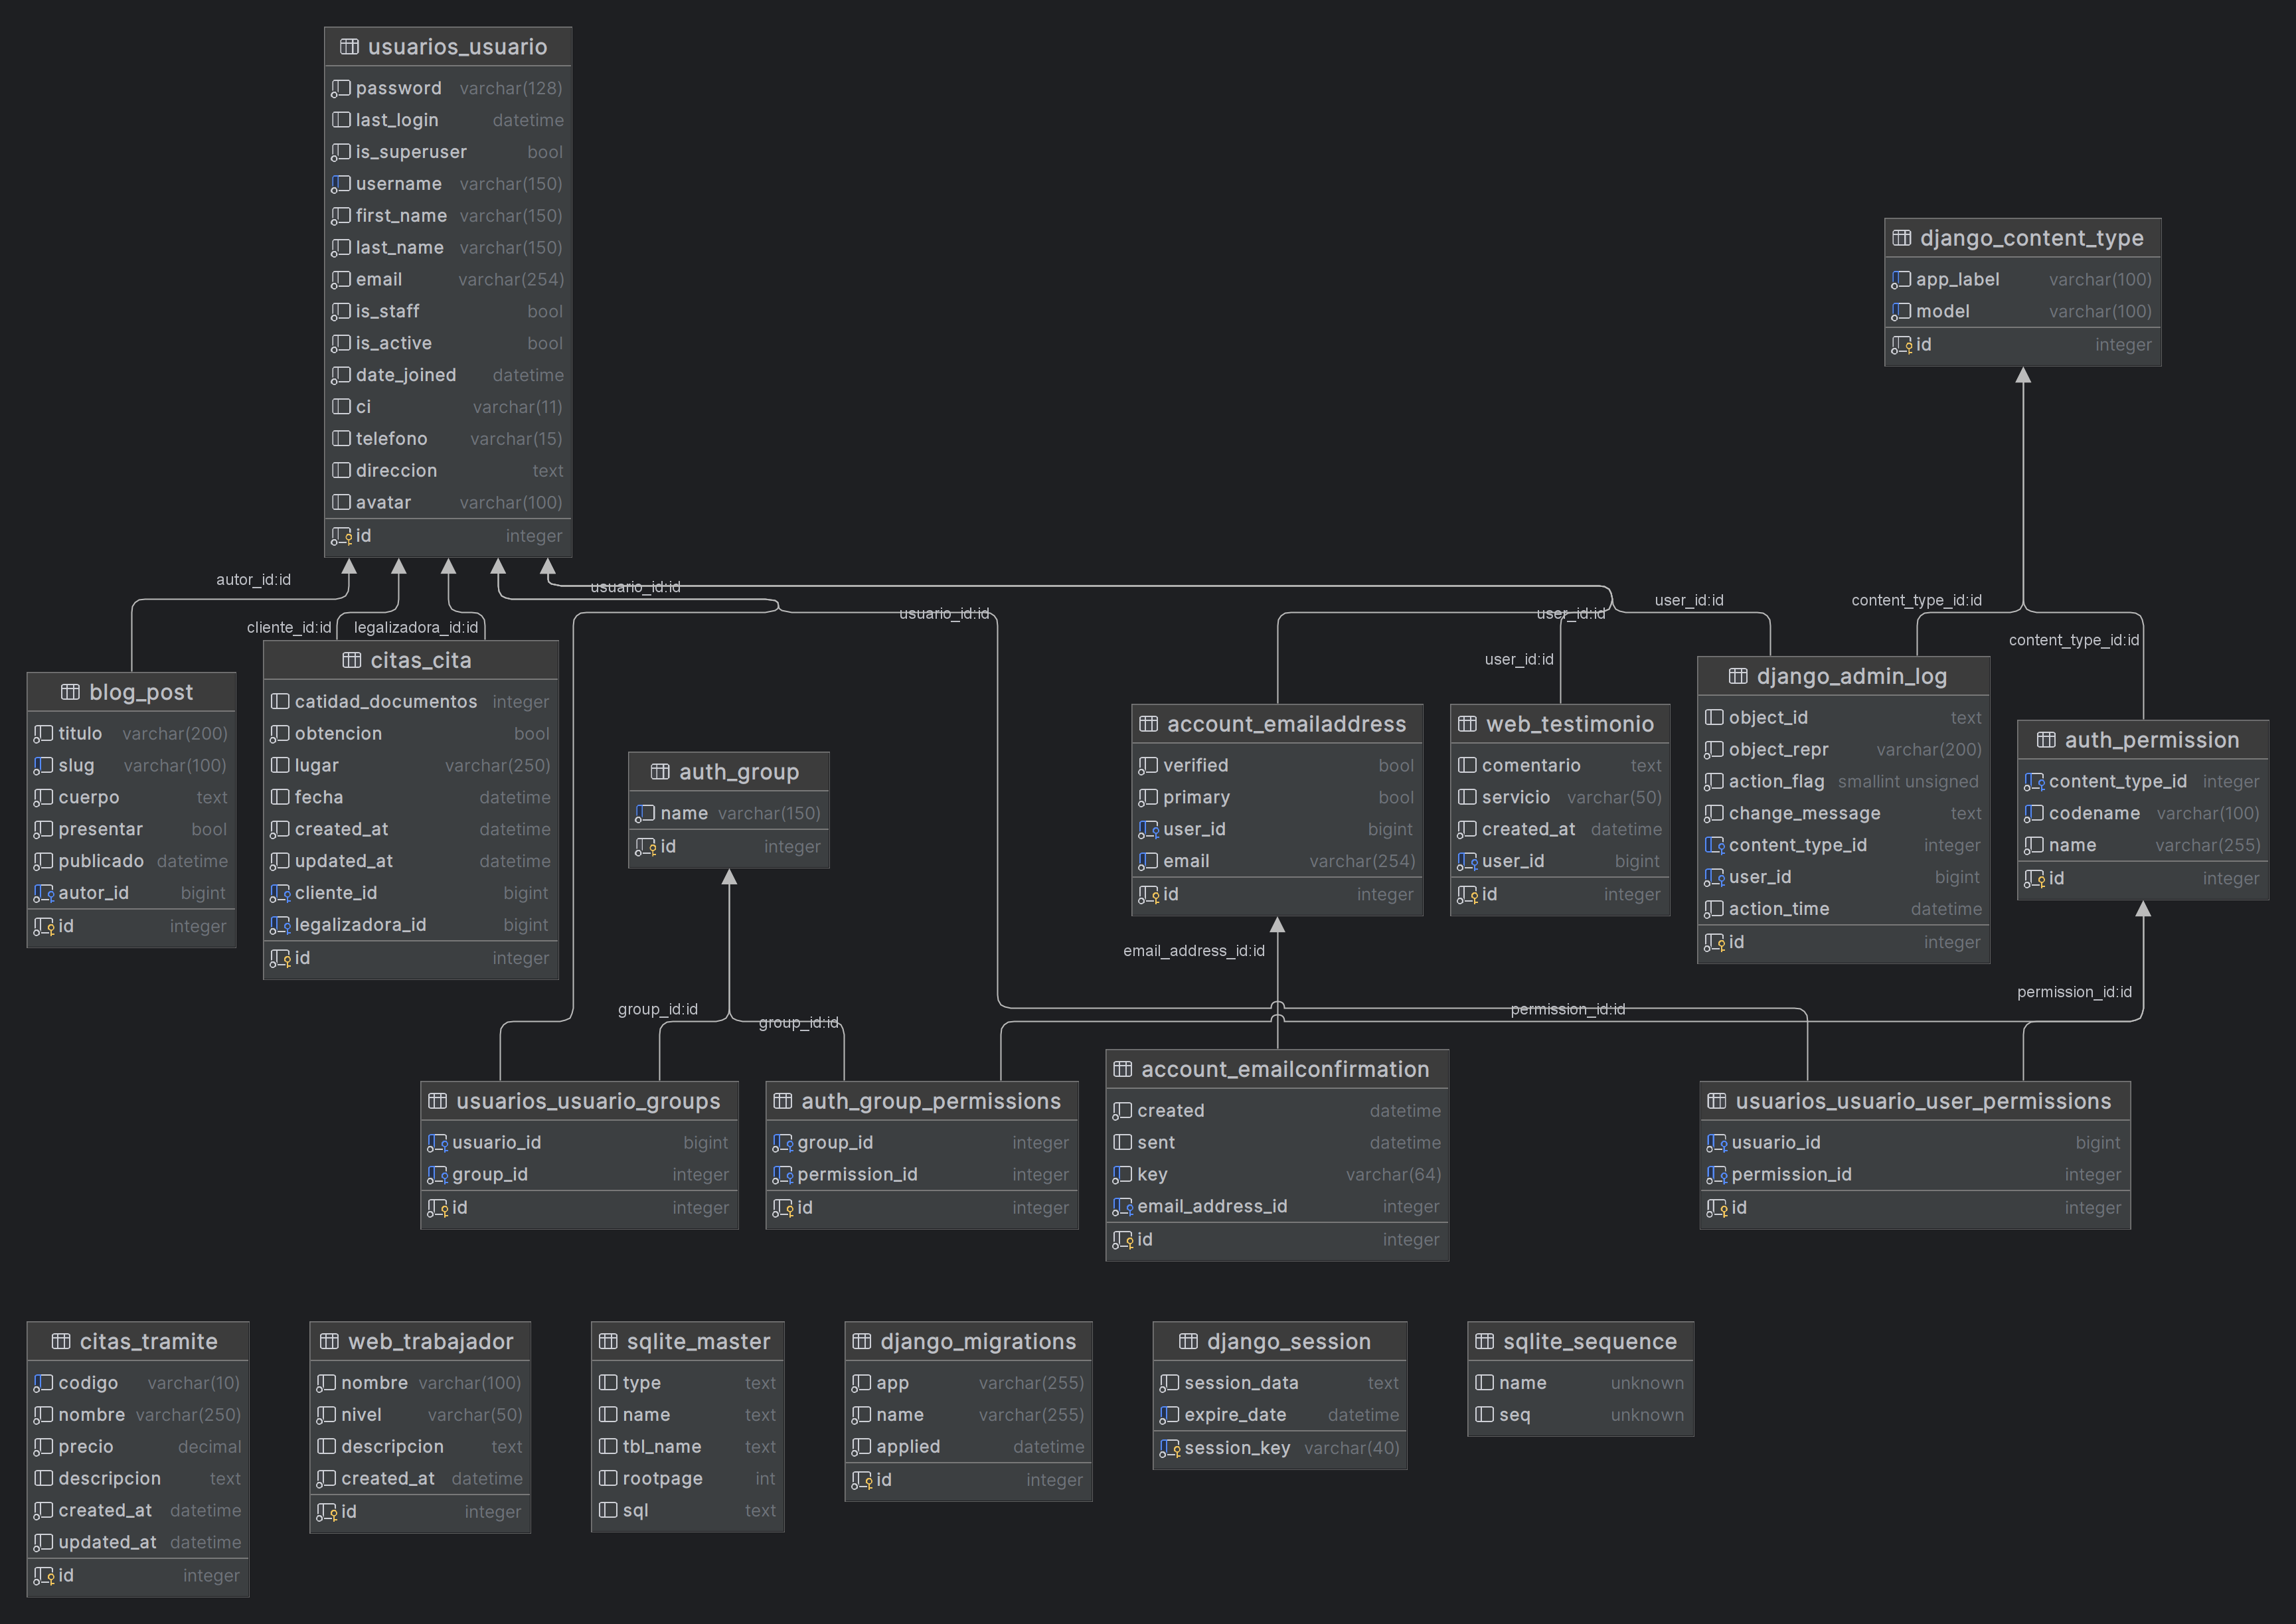 usuarios_usuario
password varchar(128)
last_login datetime
is_superuser bool
username varchar(150)
first_name varchar(150)
last_name varchar(150)
email varchar(254)
is_staff bool
is_active bool
date_joined datetime
ci varchar(11)
telefono varchar(15)
direccion text
avatar varchar(100)
id integer
django_content_type
app_label varchar(100)
model varchar(100)
id integer
autor_id:id
cliente_id:id
legalizadora_id:id
usuario_id:id
usuario_id:id
user_id:id
user_id:id
user_id:id
content_type_id:id
content_type_id:id
blog_post
titulo varchar(200)
slug varchar(100)
cuerpo text
presentar bool
publicado datetime
autor_id bigint
id integer
citas_cita
catidad_documentos integer
obtencion bool
lugar varchar(250)
fecha datetime
created_at datetime
updated_at datetime
cliente_id bigint
legalizadora_id bigint
id integer
auth_group
name varchar(150)
id integer
account_emailaddress
verified bool
primary bool
user_id bigint
email varchar(254)
id integer
web_testimonio
comentario text
servicio varchar(50)
created_at datetime
user_id bigint
id integer
django_admin_log
object_id text
object_repr varchar(200)
action_flag smallint unsigned
change_message text
content_type_id integer
user_id bigint
action_time datetime
id integer
auth_permission
content_type_id integer
codename varchar(100)
name varchar(255)
id integer
email_address_id:id
group_id:id
group_id:id
permission_id:id
permission_id:id
usuarios_usuario_groups
usuario_id bigint
group_id integer
id integer
auth_group_permissions
group_id integer
permission_id integer
id integer
account_emailconfirmation
created datetime
sent datetime
key varchar(64)
email_address_id integer
id integer
usuarios_usuario_user_permissions
usuario_id bigint
permission_id integer
id integer
citas_tramite
codigo varchar(10)
nombre varchar(250)
precio decimal
descripcion text
created_at datetime
updated_at datetime
id integer
web_trabajador
nombre varchar(100)
nivel varchar(50)
descripcion text
created_at datetime
id integer
sqlite_master
type text
name text
tbl_name text
rootpage int
sql text
django_migrations
app varchar(255)
name varchar(255)
applied datetime
id integer
django_session
session_data text
expire_date datetime
session_key varchar(40)
sqlite_sequence
name unknown
seq unknown